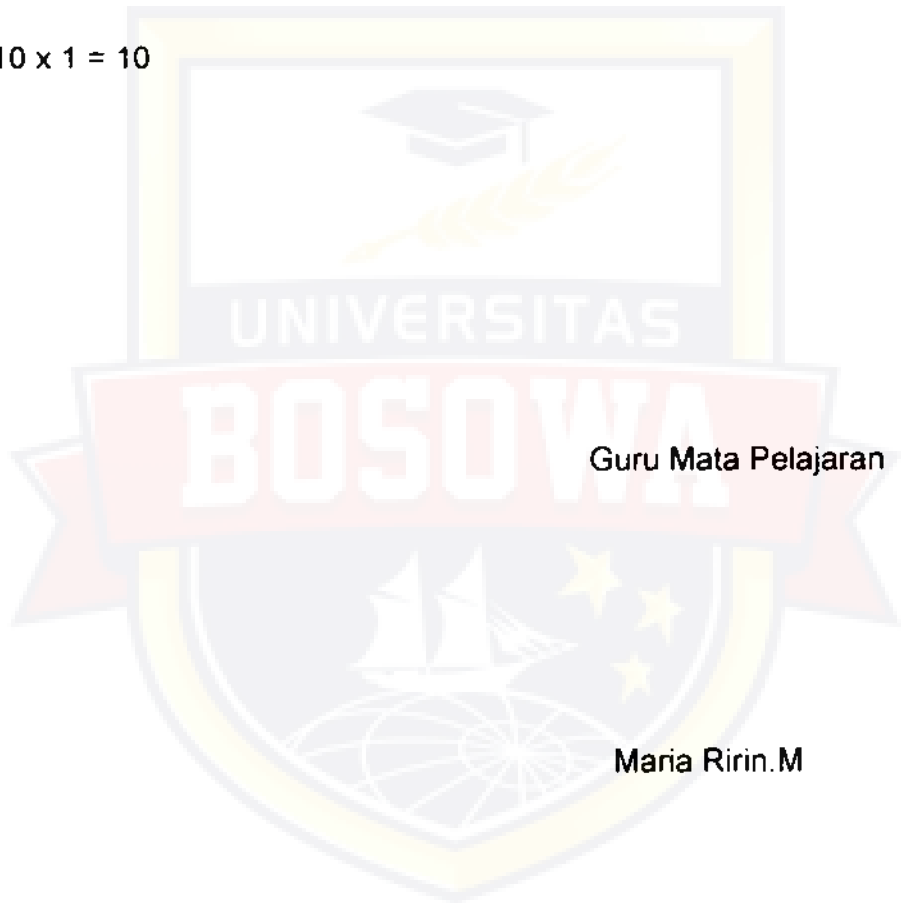 10 x 1 = 10
UNIVERSITAS
BOSOWA
Guru Mata Pelajaran
Maria Ririn.M